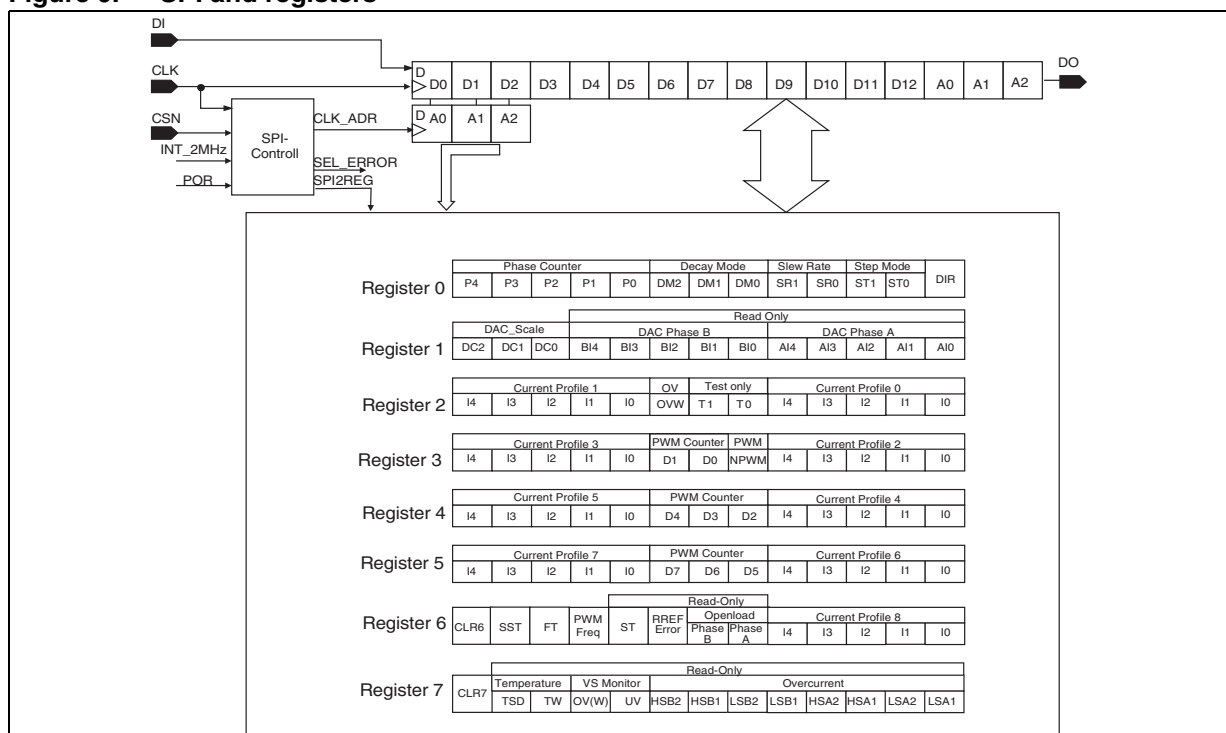 DI
DO
CLK
D D0 D1 D2 D3 D4 D5 D6 D7 D8 D9 D10 D11 D12 A0 A1 A2
CSN
SPI-
Controll
CLK_ADR
D A0 A1 A2
INT_2MHz
SEL_ERROR
POR
SPI2REG
Phase Counter Decay Mode Slew Rate Step Mode
Register 0 P4 P3 P2 P1 P0 DM2 DM1 DM0 SR1 SR0 ST1 ST0 DIR
Read Only
DAC_Scale DAC Phase B DAC Phase A
Register 1 DC2 DC1 DC0 BI4 BI3 BI2 BI1 BI0 AI4 AI3 AI2 AI1 AI0
Current Profile 1 OV Test only Current Profile 0
Register 2 I4 I3 I2 I1 I0 OVW T1 T0 I4 I3 I2 I1 I0
Current Profile 3 PWM Counter PWM Current Profile 2
Register 3 I4 I3 I2 I1 I0 D1 D0 NPWM I4 I3 I2 I1 I0
Current Profile 5 PWM Counter Current Profile 4
Register 4 I4 I3 I2 I1 I0 D4 D3 D2 I4 I3 I2 I1 I0
Current Profile 7 PWM Counter Current Profile 6
Register 5 I4 I3 I2 I1 I0 D7 D6 D5 I4 I3 I2 I1 I0
Read-Only
Openload Current Profile 8
Register 6 CLR6 SST FT PWM Freq ST RREF Error Phase B Phase A I4 I3 I2 I1 I0
Read-Only
Temperature VS Monitor Overcurrent
Register 7 CLR7 TSD TW OV(W) UV HSB2 HSB1 LSB2 LSB1 HSA2 HSA1 LSA2 LSA1